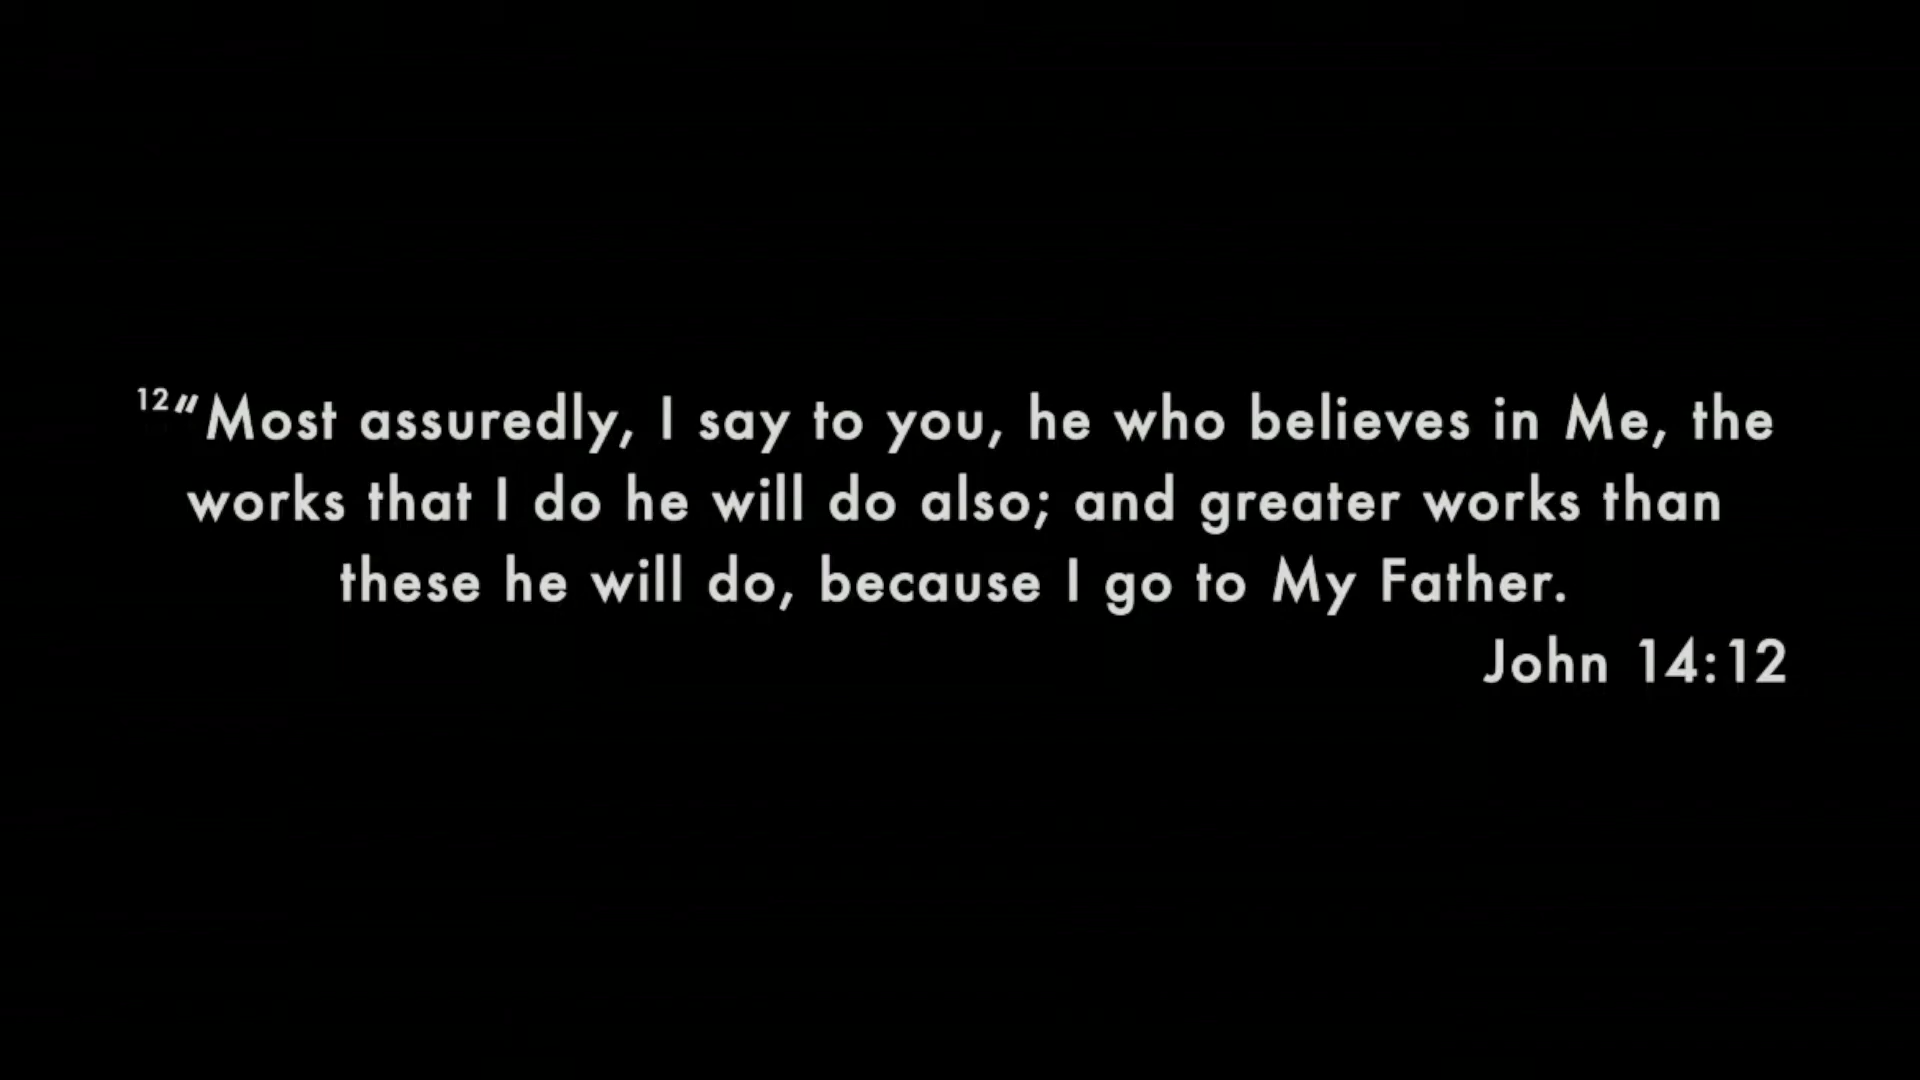 ¹²“Most assuredly, I say to you, he who believes in Me, the
works that I do he will do also; and greater works than
these he will do, because I go to My Father.
John 14:12